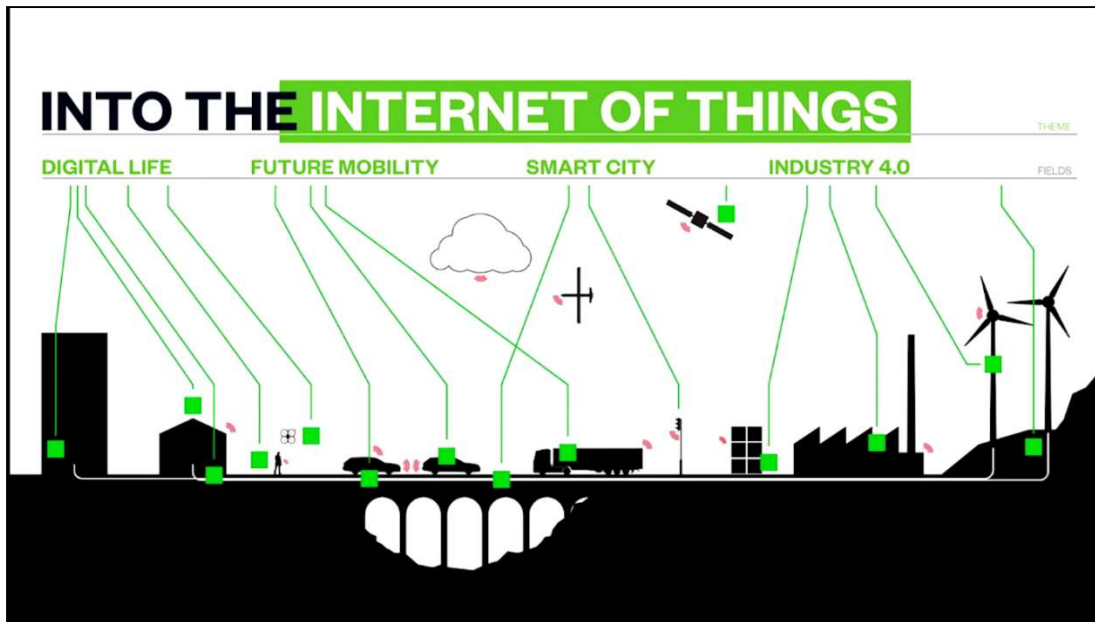 INTO THE INTERNET OF THINGS
THEME
DIGITAL LIFE FUTURE MOBILITY SMART CITY INDUSTRY 4.0
FIELDS